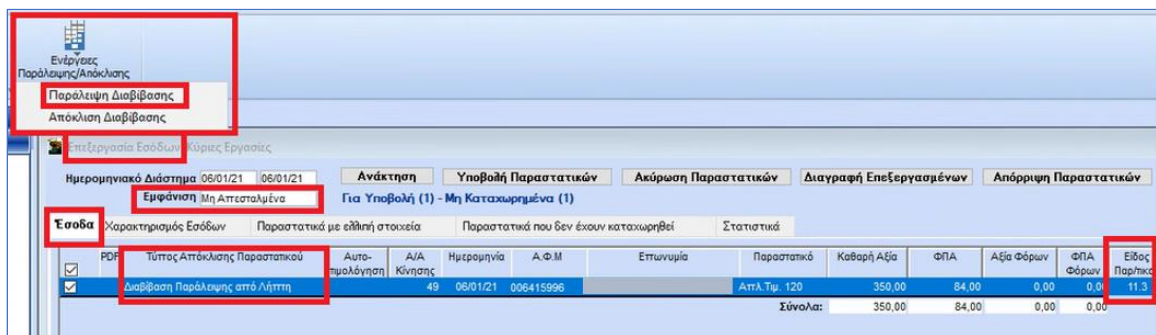 Ενέργειες
Παράλειψης/Απόκλισης
Παράλειψη Διαβίβασης
Απόκλιση Διαβίβασης
Επεξεργασία Εσόδων Κύριες Εργασίες
Ημερομηνιακό Διάστημα 06/01/21 06/01/21 Ανάκτηση Υποβολή Παραστατικών Ακύρωση Παραστατικών Διαγραφή Επεξεργασμένων Απόρριψη Παραστατικών
Εμφάνιση Μη Απεσταλμένα Για Υποβολή (1) - Μη Καταχωρημένα (1)
Έσοδα Χαρακτηρισμός Εσόδων Παραστατικά με ελλιπή στοιχεία Παραστατικά που δεν έχουν καταχωρηθεί Στατιστικά
PDF Τύπος Απόκλισης Παραστατικού Αυτο- Α/Α Ημερομηνία Α.Φ.Μ Επωνυμία Παραστατικό Καθαρή Αξία ΦΠΑ Αξία Φόρων ΦΠΑ Είδος
τιμολόγηση Κίνησης Φόρων Παρ/τικο
Διαβίβαση Παράλειψης από Λήπτη 49 06/01/21 006415996 Απλ.Τιμ. 120 350,00 84,00 0,00 0,00 11.3
Σύνολα: 350,00 84,00 0,00 0,00